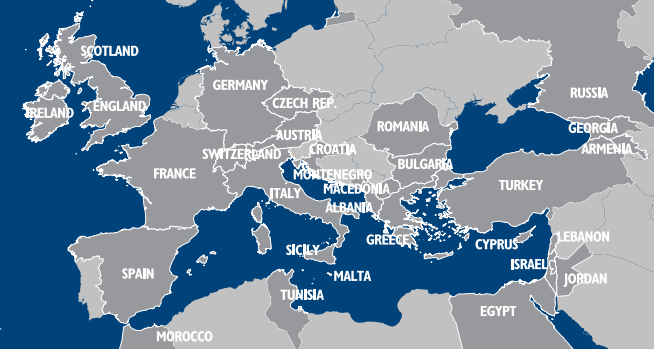 SCOTLAND
GERMANY
RUSSIA
CZECH REP.
IRELAND
ENGLAND
ROMANIA
GEORGIA
AUSTRIA
CROATIA
ARMENIA
SWITZERLAND
BULGARIA
FRANCE
MONTENEGRO
TURKEY
MACEDONIA
ITALY
ALBANIA
GREECE
CYPRUS
LEBANON
SICILY
ISRAEL
SPAIN
MALTA
JORDAN
TUNISIA
EGYPT
MOROCCO